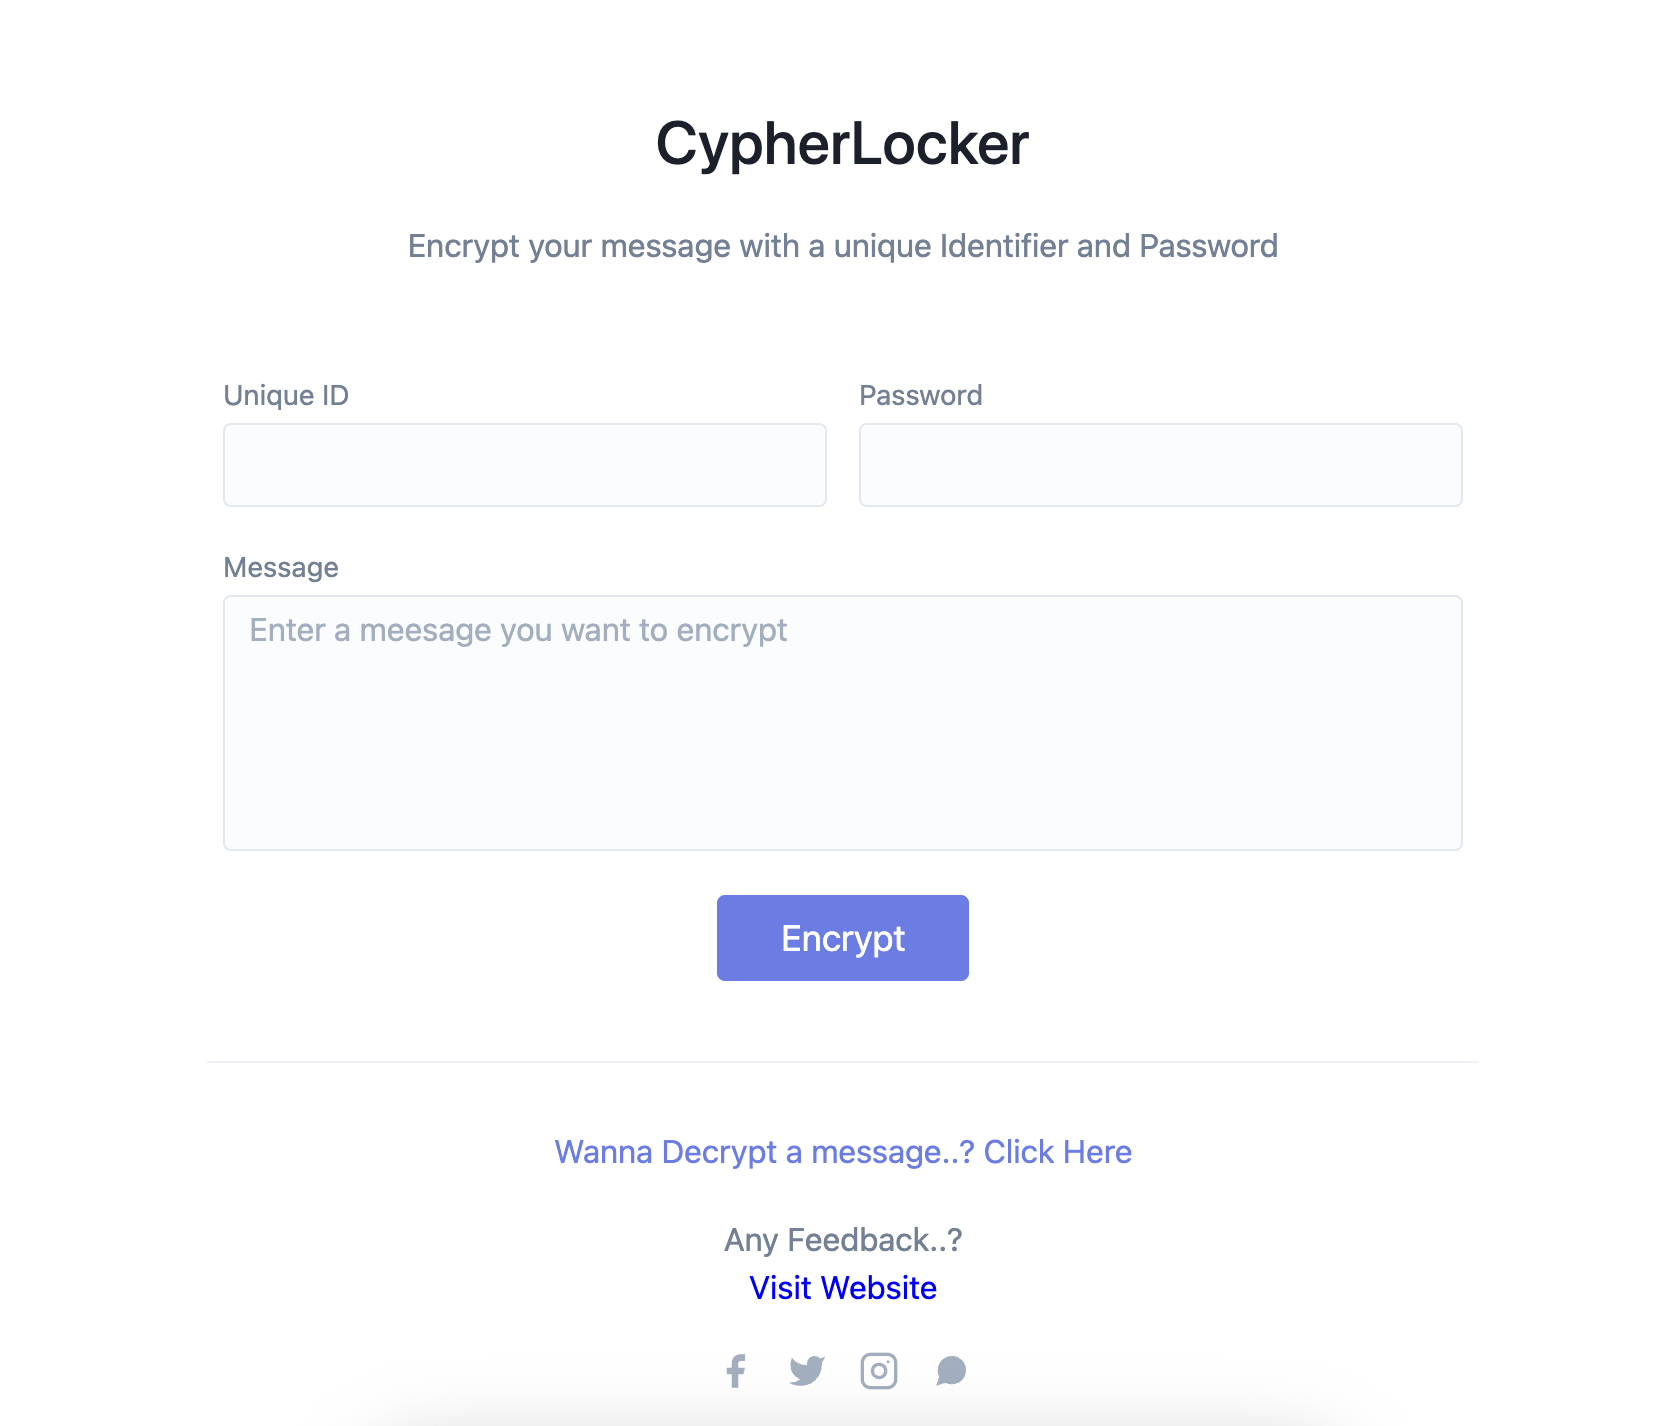 CypherLocker
Encrypt your message with a unique Identifier and Password
Unique ID
Password
Message
Enter a meesage you want to encrypt
Encrypt
Wanna Decrypt a message..? Click Here
Any Feedback..?
Visit Website